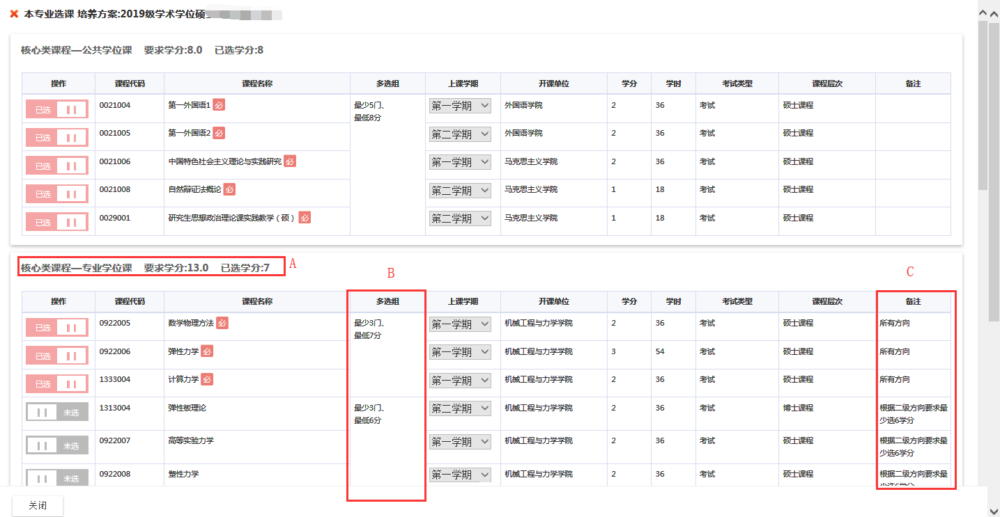 本专业选课 培养方案:2019级学术学位硕
核心类课程—公共学位课 要求学分:8.0 已选学分:8
操作 课程代码 课程名称 多选组 上课学期 开课单位 学分 学时 考试类型 课程层次 备注
已选 0021004 第一外国语1 必 最少5门、 第一学期 外国语学院 2 36 考试 硕士课程
最低8分
已选 0021005 第一外国语2 必 第二学期 外国语学院 2 36 考试 硕士课程
已选 0021006 中国特色社会主义理论与实践研究 必 第一学期 马克思主义学院 2 36 考试 硕士课程
已选 0021008 自然辩证法概论 必 第二学期 马克思主义学院 1 18 考试 硕士课程
已选 0029001 研究生思想政治理论课实践教学（硕） 必 第二学期 马克思主义学院 1 18 考试 硕士课程
核心类课程—专业学位课 要求学分:13.0 已选学分:7 A
B C
操作 课程代码 课程名称 多选组 上课学期 开课单位 学分 学时 考试类型 课程层次 备注
已选 0922005 数学物理方法 必 最少3门、 第一学期 机械工程与力学学院 2 36 考试 硕士课程 所有方向
最低7分
已选 0922006 弹性力学 必 第一学期 机械工程与力学学院 3 54 考试 硕士课程 所有方向
已选 1333004 计算力学 必 第一学期 机械工程与力学学院 2 36 考试 硕士课程 所有方向
未选 1313004 弹性板理论 最少3门、 第二学期 机械工程与力学学院 2 36 考试 博士课程 根据二级方向要求最
最低6分 少选6学分
未选 0922007 高等实验力学 第一学期 机械工程与力学学院 2 36 考试 硕士课程 根据二级方向要求最
少选6学分
未选 0922008 塑性力学 第一学期 机械工程与力学学院 2 36 考试 硕士课程 根据二级方向要求最
少选6学分
关闭